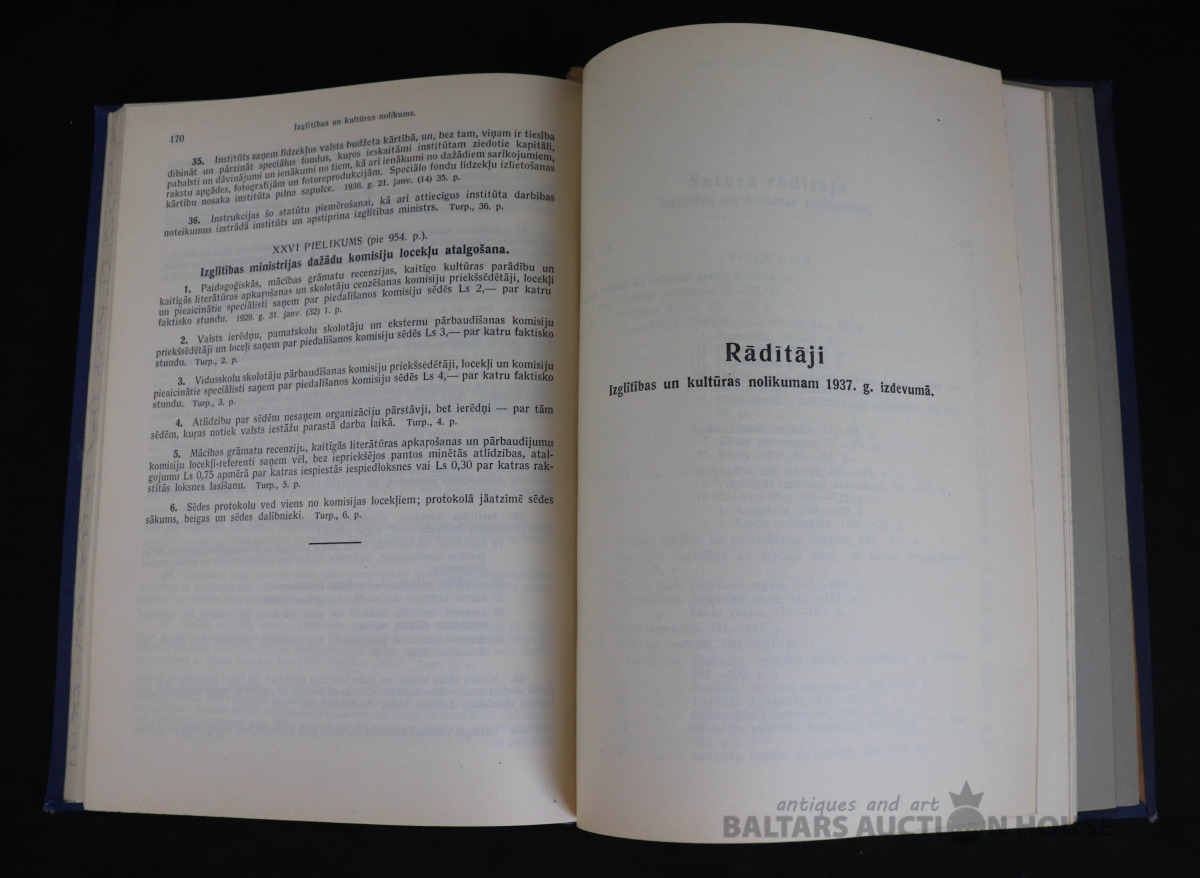 170
Izglītības un kultūras nolikums.
35. Institūts saņem līdzekļus valsts budžeta kārtībā, un, bez tam, viņam ir tiesība
dibināt un pārzināt speciālus fondus, kuŗos ieskaitāmi institūtam ziedotie kapitāli,
pabalsti un dāvinājumi un ienākumi no tiem, kā arī ienākumi no dažādiem sarīkojumiem,
rakstu apgādes, fotografijām un fotoreprodukcijām. Speciālo fondu līdzekļu izlietošanas
kārtību nosaka institūta pilna sapulce. 1936. g. 21. janv. (14) 35. p.
36. Instrukcijas šo statūtu piemērošanai, kā arī attiecīgus institūta darbības
noteikumus izstrādā institūts un apstiprina izglītības ministrs. Turp., 36. p.
XXVI PIELIKUMS (pie 954. p.).
Izglītības ministrijas dažādu komisiju locekļu atalgošana.
1. Paidagoģiskās, mācības grāmatu recenzijas, kaitīgo kultūras parādību un
kaitīgās literātūras apkaŗošanas un skolotāju cenzēšanas komisiju priekšsēdētāji, locekļi
un pieaicinātie speciālisti saņem par piedalīšanos komisiju sēdēs Ls 2,— par katru
faktisko stundu. 1929. g. 31. janv. (32) 1. p.
2. Valsts ierēdņu, pamatskolu skolotāju un eksternu pārbaudīšanas komisiju
priekšsēdētāji un locekļi saņem par piedalīšanos komisiju sēdēs Ls 3,— par katru faktisko
stundu. Turp., 2. p.
3. Vidusskolu skolotāju pārbaudīšanas komisiju priekšsēdētāji, locekļi un komisiju
pieaicinātie speciālisti saņem par piedalīšanos komisiju sēdēs Ls 4,— par katru faktisko
stundu. Turp., 3. p.
4. Atlīdzību par sēdēm nesaņem organizāciju pārstāvji, bet ierēdņi — par tām
sēdēm, kuŗas notiek valsts iestāžu parastā darba laikā. Turp., 4. p.
5. Mācības grāmatu recenziju, kaitīgās literātūras apkaŗošanas un pārbaudījumu
komisiju locekļi-referenti saņem vēl, bez iepriekšējos pantos minētās atlīdzības, atal-
gojumu Ls 0,75 apmērā par katras iespiestās iespiedloksnes vai Ls 0,30 par katras rak-
stītās loksnes lasīšanu. Turp., 5. p.
6. Sēdes protokolu ved viens no komisijas locekļiem; protokolā jāatzīmē sēdes
sākums, beigas un sēdes dalībnieki. Turp., 6. p.
Rādītāji
Izglītības un kultūras nolikumam 1937. g. izdevumā.
antiques and art
BALTARS AUCTION HOUSE